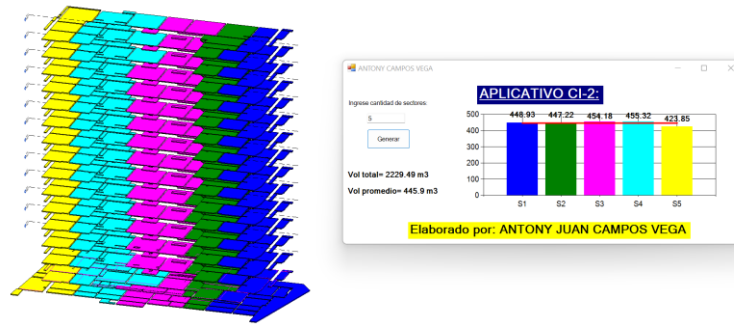 ANTONY CAMPOS VEGA
APLICATIVO CI-2:
Ingrese cantidad de sectores:
5
Generar
Vol total= 2229.49 m3
Vol promedio= 445.9 m3
500
400
300
200
100
0
448.93 447.22 454.18 455.32 423.85
S1 S2 S3 S4 S5
Elaborado por: ANTONY JUAN CAMPOS VEGA